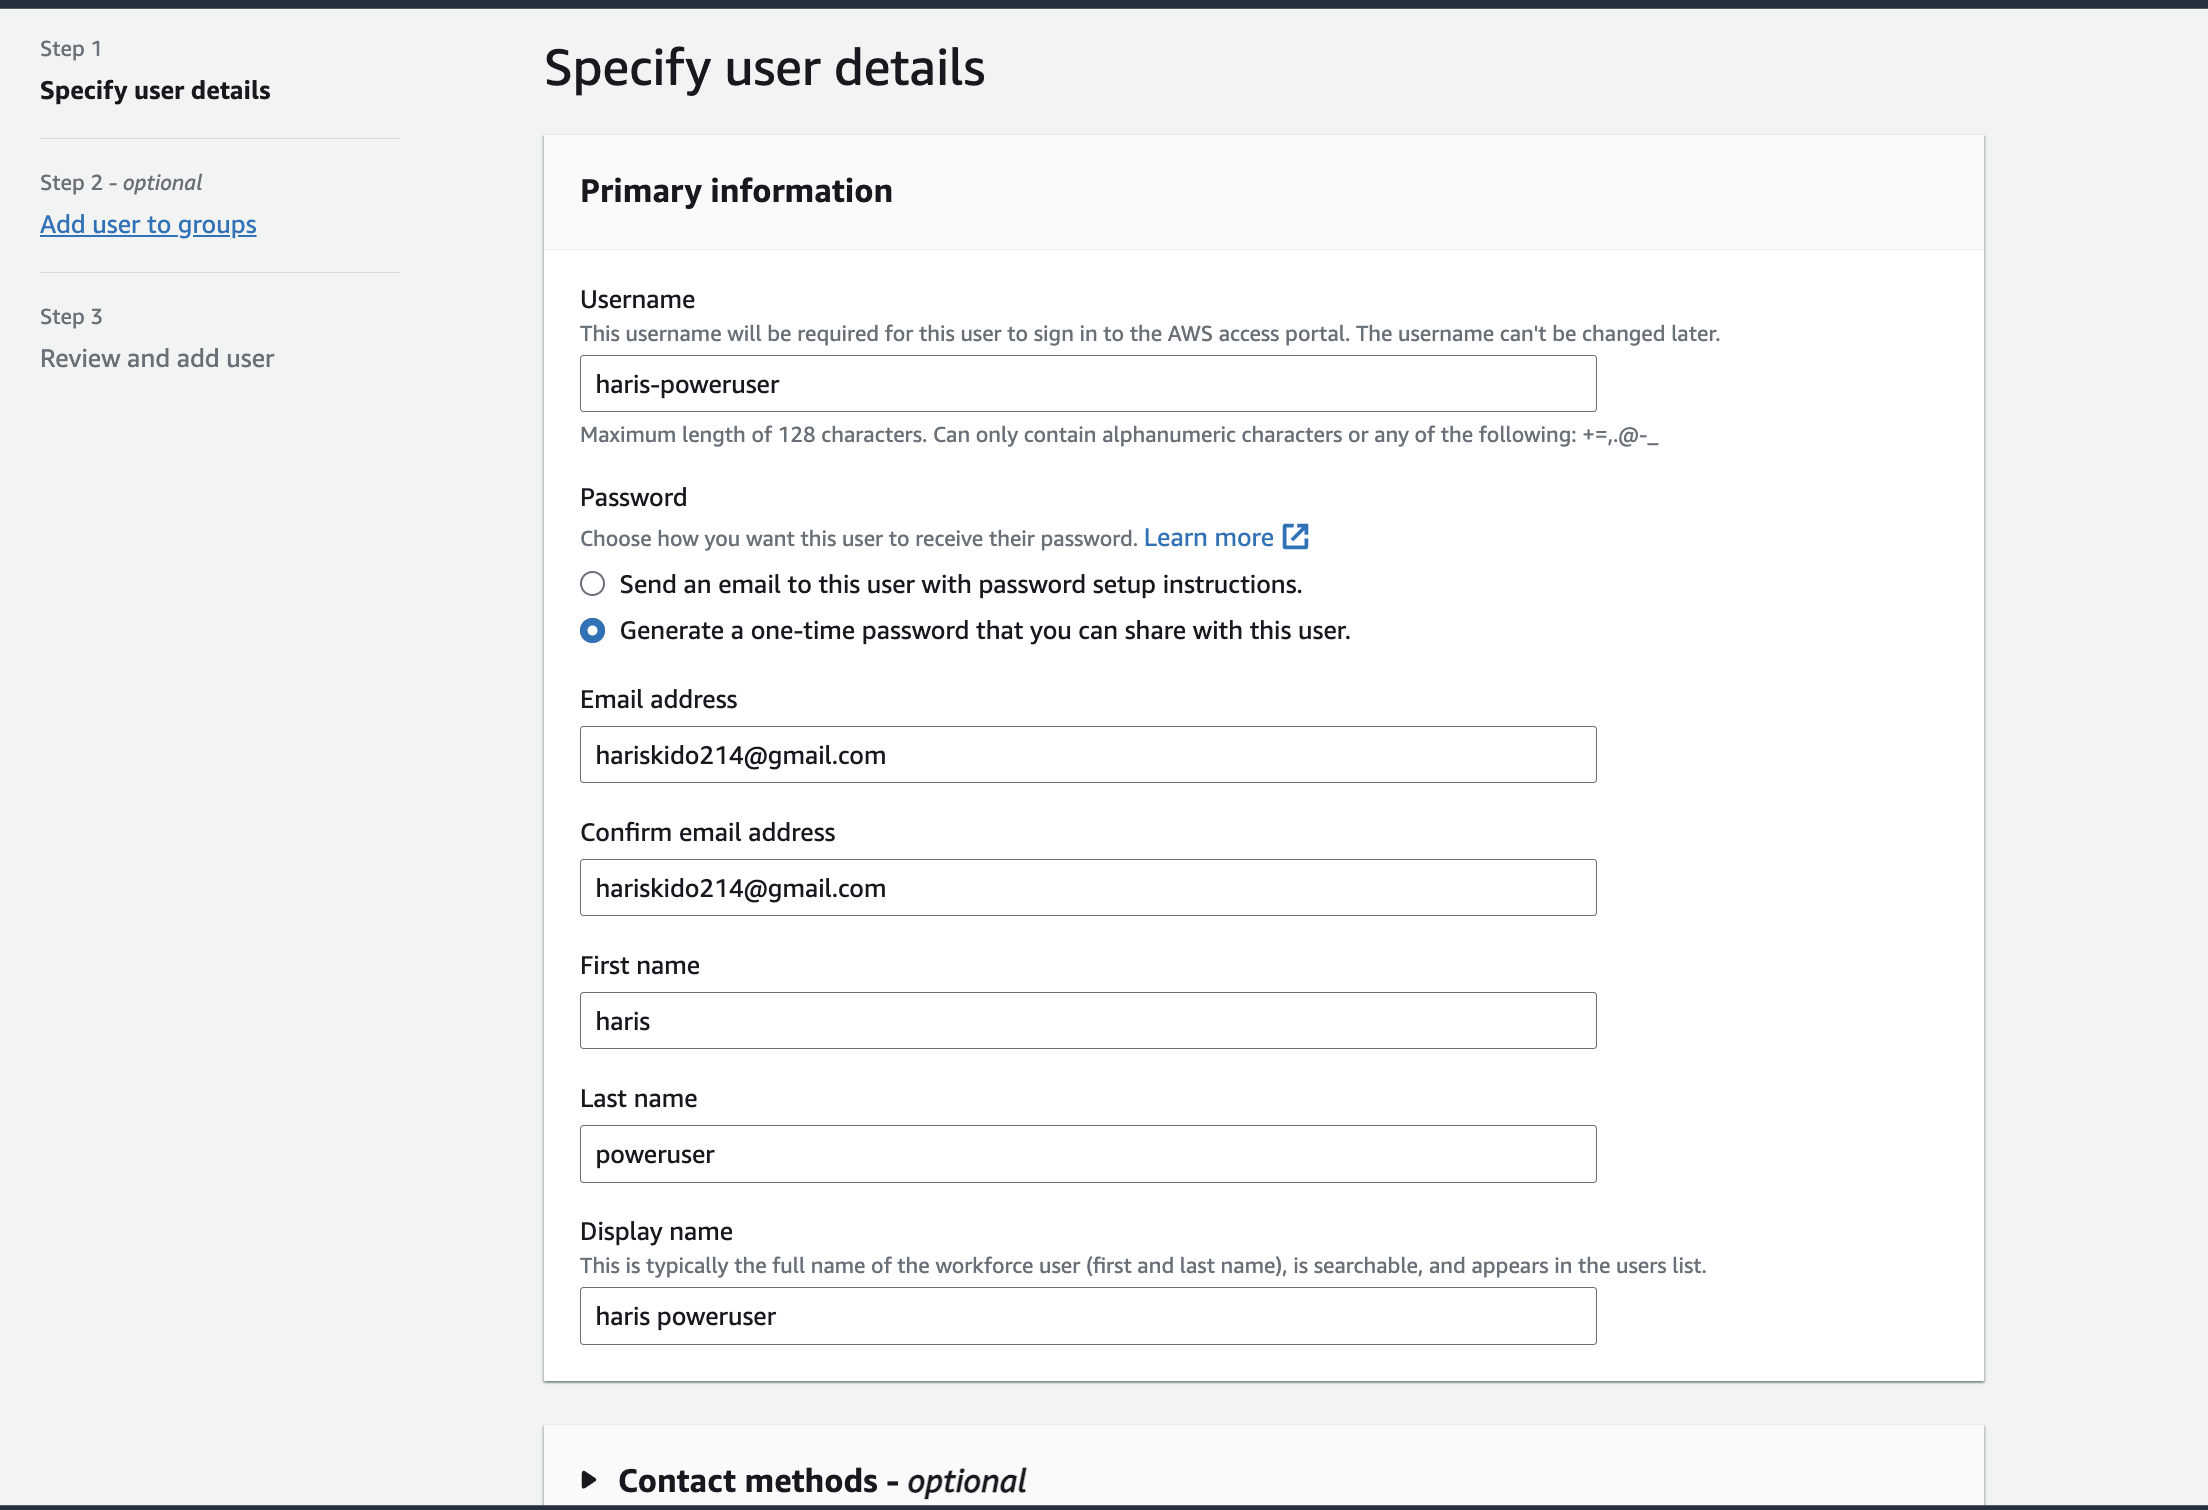 Step 1
Specify user details
Step 2 - optional
Add user to groups
Step 3
Review and add user
Specify user details
Primary information
Username
This username will be required for this user to sign in to the AWS access portal. The username can't be changed later.
haris-poweruser
Maximum length of 128 characters. Can only contain alphanumeric characters or any of the following: +=,.@-_
Password
Choose how you want this user to receive their password. Learn more
Send an email to this user with password setup instructions.
Generate a one-time password that you can share with this user.
Email address
hariskido214@gmail.com
Confirm email address
hariskido214@gmail.com
First name
haris
Last name
poweruser
Display name
This is typically the full name of the workforce user (first and last name), is searchable, and appears in the users list.
haris poweruser
Contact methods - optional